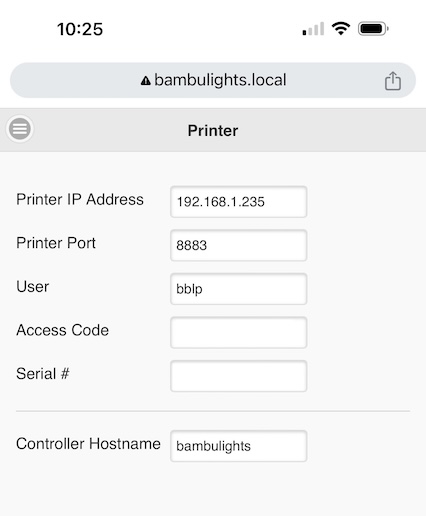 10:25
bambulights.local
Printer
Printer IP Address 192.168.1.235
Printer Port 8883
User bblp
Access Code
Serial #
Controller Hostname bambulights